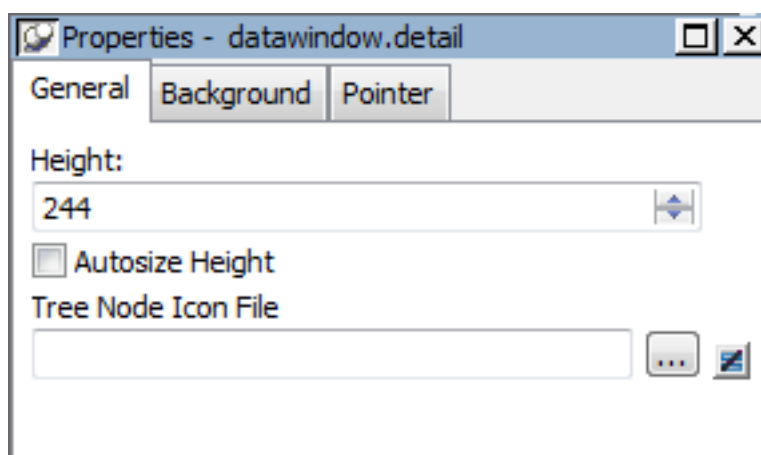 Properties - datawindow.detail
General Background Pointer
Height:
244
Autosize Height
Tree Node Icon File
...